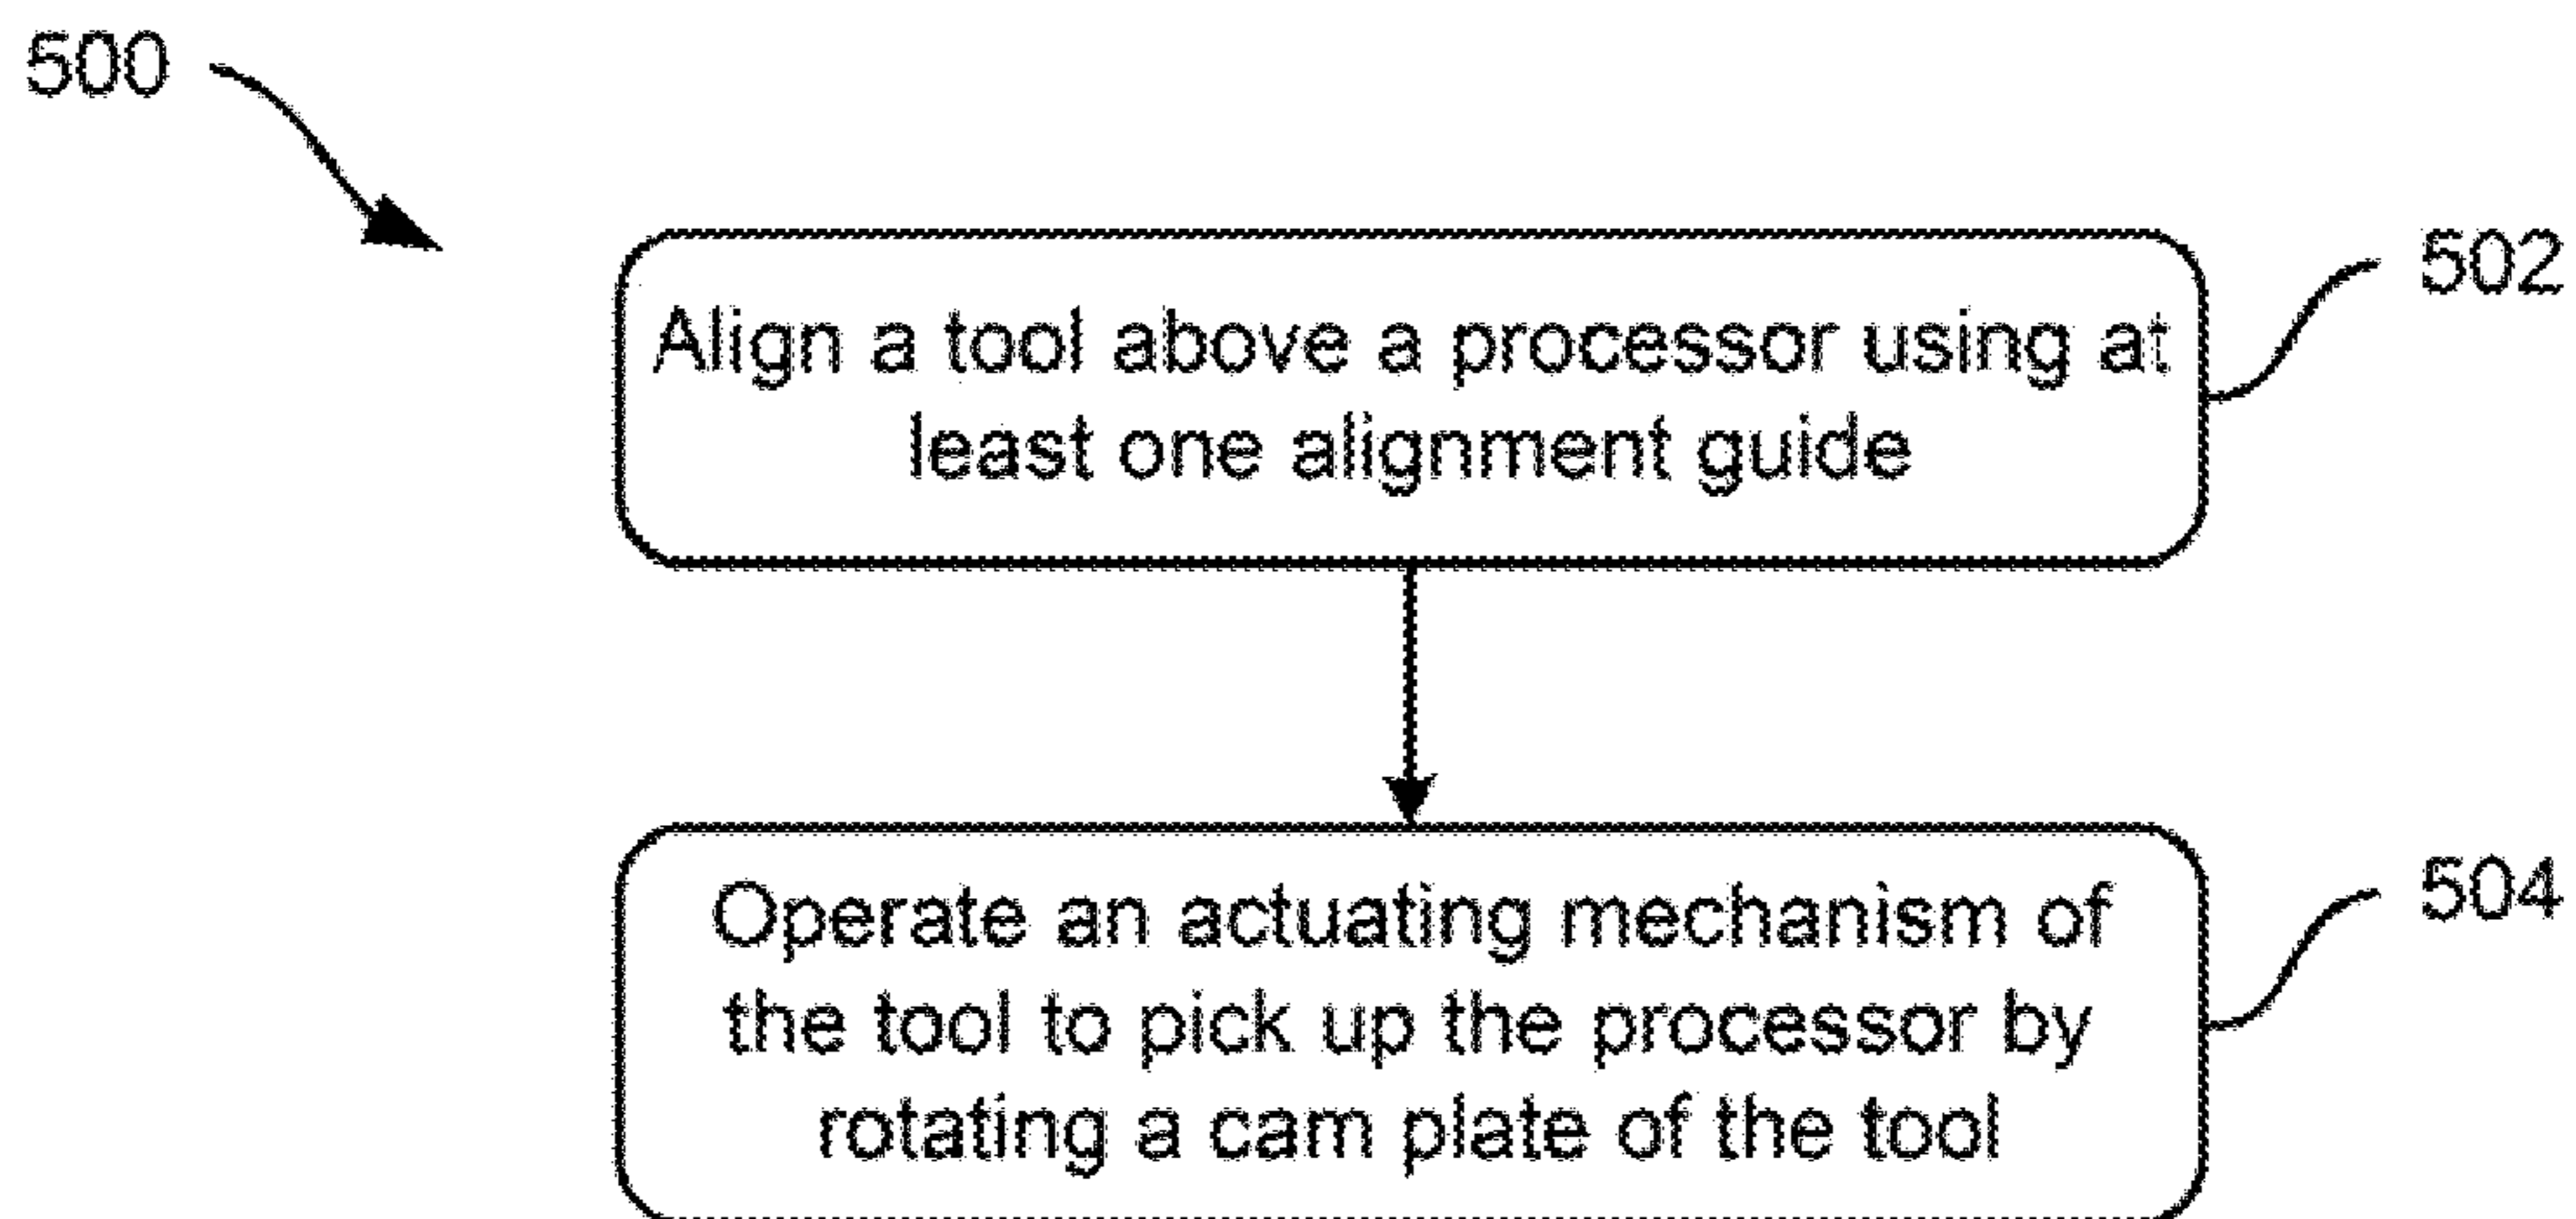 500
502
Align a tool above a processor using at
least one alignment guide
504
Operate an actuating mechanism of
the tool to pick up the processor by
rotating a cam plate of the tool